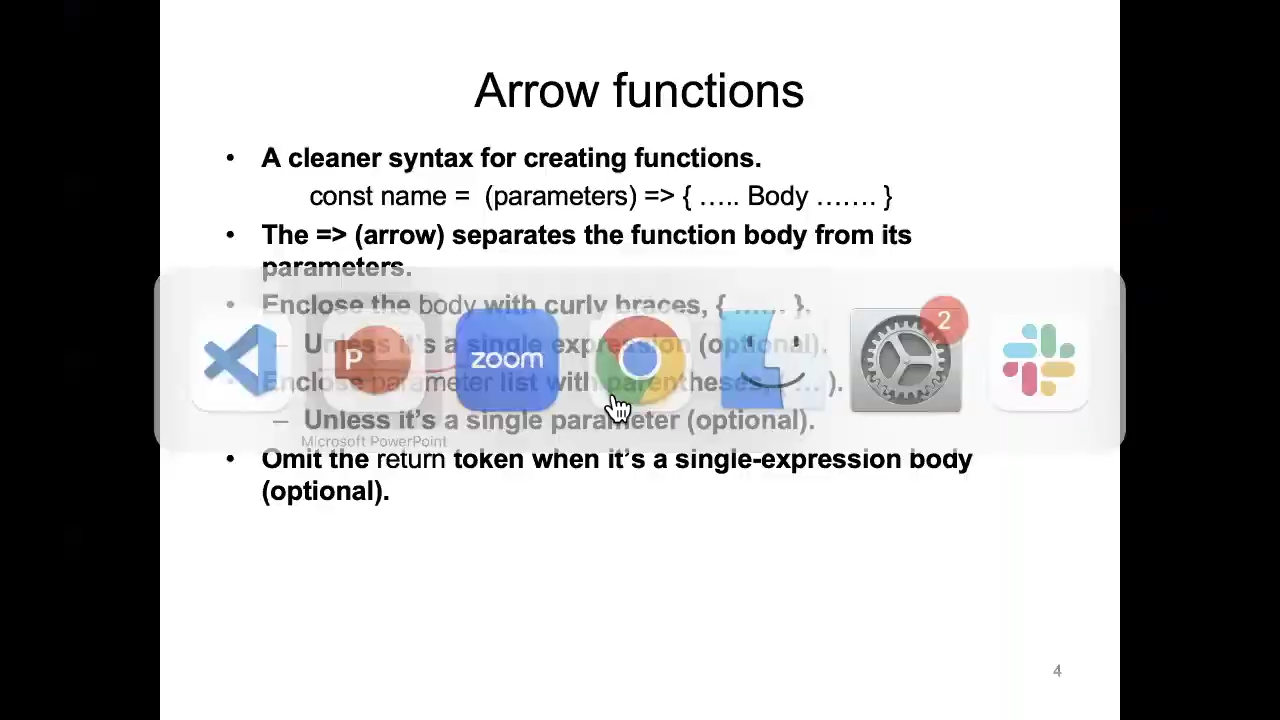 Arrow functions
• A cleaner syntax for creating functions.
const name = (parameters) => { ….. Body ……. }
• The => (arrow) separates the function body from its
parameters.
• Enclose the body with curly braces, { …... }.
– Unless it’s a single expression (optional).
• Enclose parameter list with parentheses, ( … ).
– Unless it’s a single parameter (optional).
• Omit the return token when it’s a single-expression body
(optional).
P
zoom
2
Microsoft PowerPoint
4